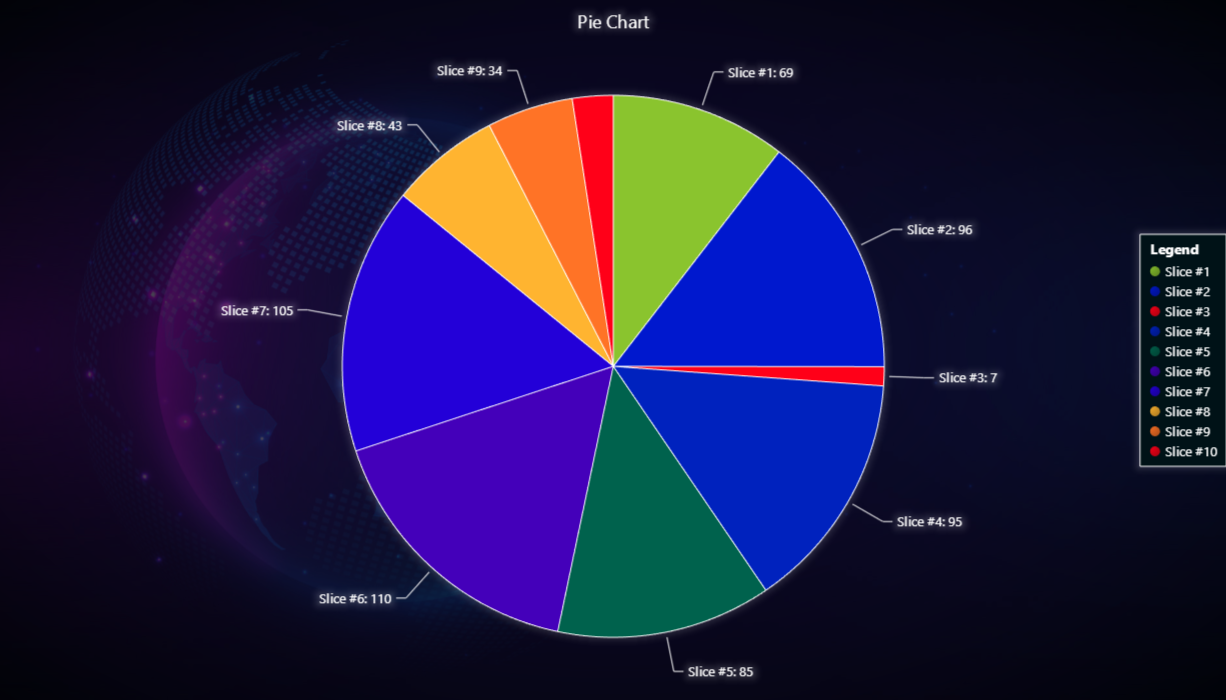 Pie Chart
Slice #9: 34
Slice #1: 69
Slice #8: 43
Slice #2: 96
Slice #7: 105
Slice #3: 7
Slice #4: 95
Slice #6: 110
Slice #5: 85
Legend
Slice #1
Slice #2
Slice #3
Slice #4
Slice #5
Slice #6
Slice #7
Slice #8
Slice #9
Slice #10